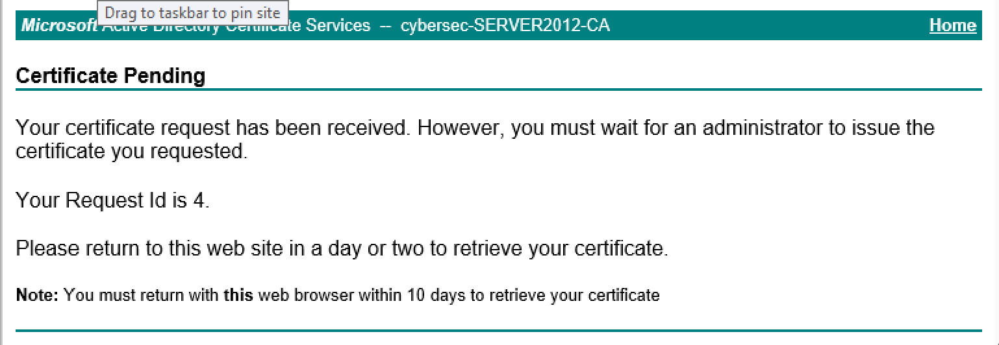 Drag to taskbar to pin site
Microsoft Active Directory Certificate Services -- cybersec-SERVER2012-CA Home
Certificate Pending
Your certificate request has been received. However, you must wait for an administrator to issue the
certificate you requested.
Your Request Id is 4.
Please return to this web site in a day or two to retrieve your certificate.
Note: You must return with this web browser within 10 days to retrieve your certificate